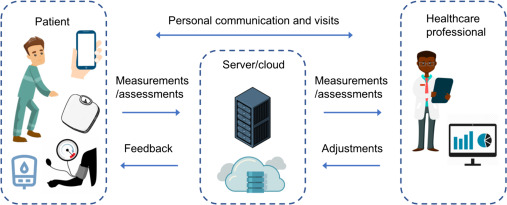 Patient
Personal communication and visits
Healthcare
professional
Measurements
/assessments
Server/cloud
Measurements
/assessments
Feedback
Adjustments